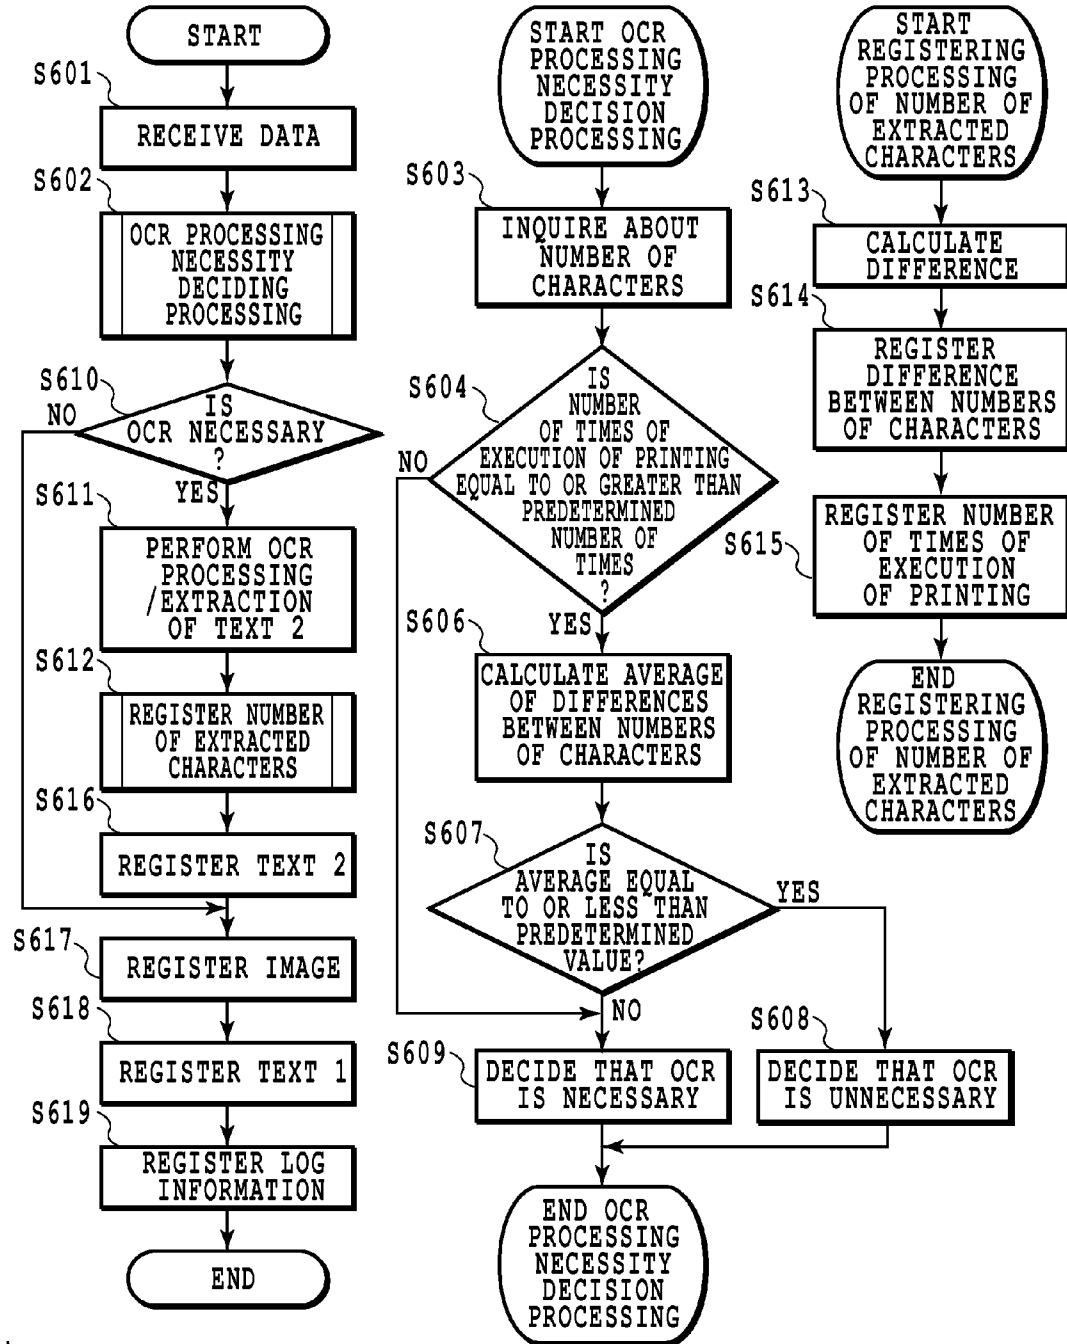 START
S601
RECEIVE DATA
S602
OCR PROCESSING
NECESSITY
DECIDING
PROCESSING
S610
IS
OCR NECESSARY
?
NO
YES
S611
PERFORM OCR
PROCESSING
/EXTRACTION
OF TEXT 2
S612
REGISTER NUMBER
OF EXTRACTED
CHARACTERS
S616
REGISTER TEXT 2
S617
REGISTER IMAGE
S618
REGISTER TEXT 1
S619
REGISTER LOG
INFORMATION
END
START OCR
PROCESSING
NECESSITY
DECISION
PROCESSING
S603
INQUIRE ABOUT
NUMBER OF
CHARACTERS
S604
IS
NUMBER
OF TIMES OF
EXECUTION OF PRINTING
EQUAL TO OR GREATER THAN
PREDETERMINED
NUMBER OF
TIMES
?
NO
YES
S606
CALCULATE AVERAGE
OF DIFFERENCES
BETWEEN NUMBERS
OF CHARACTERS
S607
IS
AVERAGE EQUAL
TO OR LESS THAN
PREDETERMINED
VALUE?
YES
NO
S609
DECIDE THAT OCR
IS NECESSARY
S608
DECIDE THAT OCR
IS UNNECESSARY
END OCR
PROCESSING
NECESSITY
DECISION
PROCESSING
START
REGISTERING
PROCESSING
OF NUMBER OF
EXTRACTED
CHARACTERS
S613
CALCULATE
DIFFERENCE
S614
REGISTER
DIFFERENCE
BETWEEN NUMBERS
OF CHARACTERS
S615
REGISTER NUMBER
OF TIMES OF
EXECUTION
OF PRINTING
END
REGISTERING
PROCESSING
OF NUMBER OF
EXTRACTED
CHARACTERS